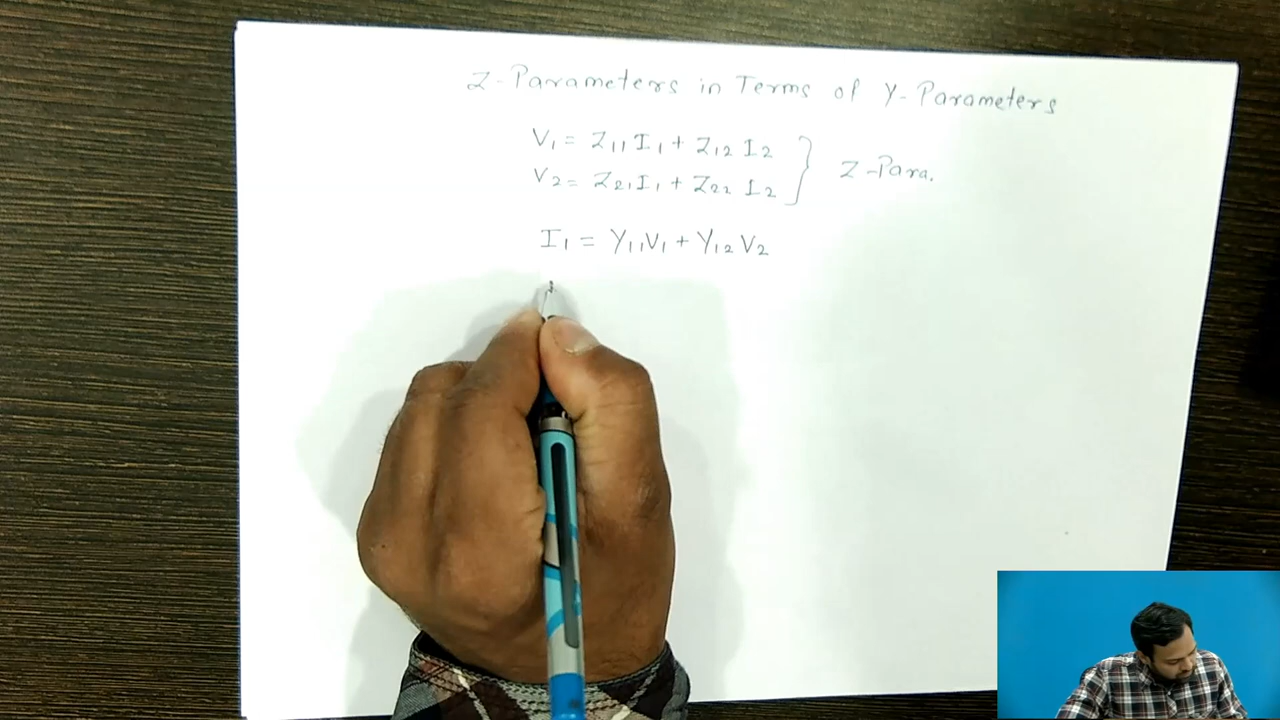 Z-Parameters in Terms of Y-Parameters
V1 = Z11 I1 + Z12 I2
V2 = Z21 I1 + Z22 I2 } Z-Para.
I1 = Y11 V1 + Y12 V2